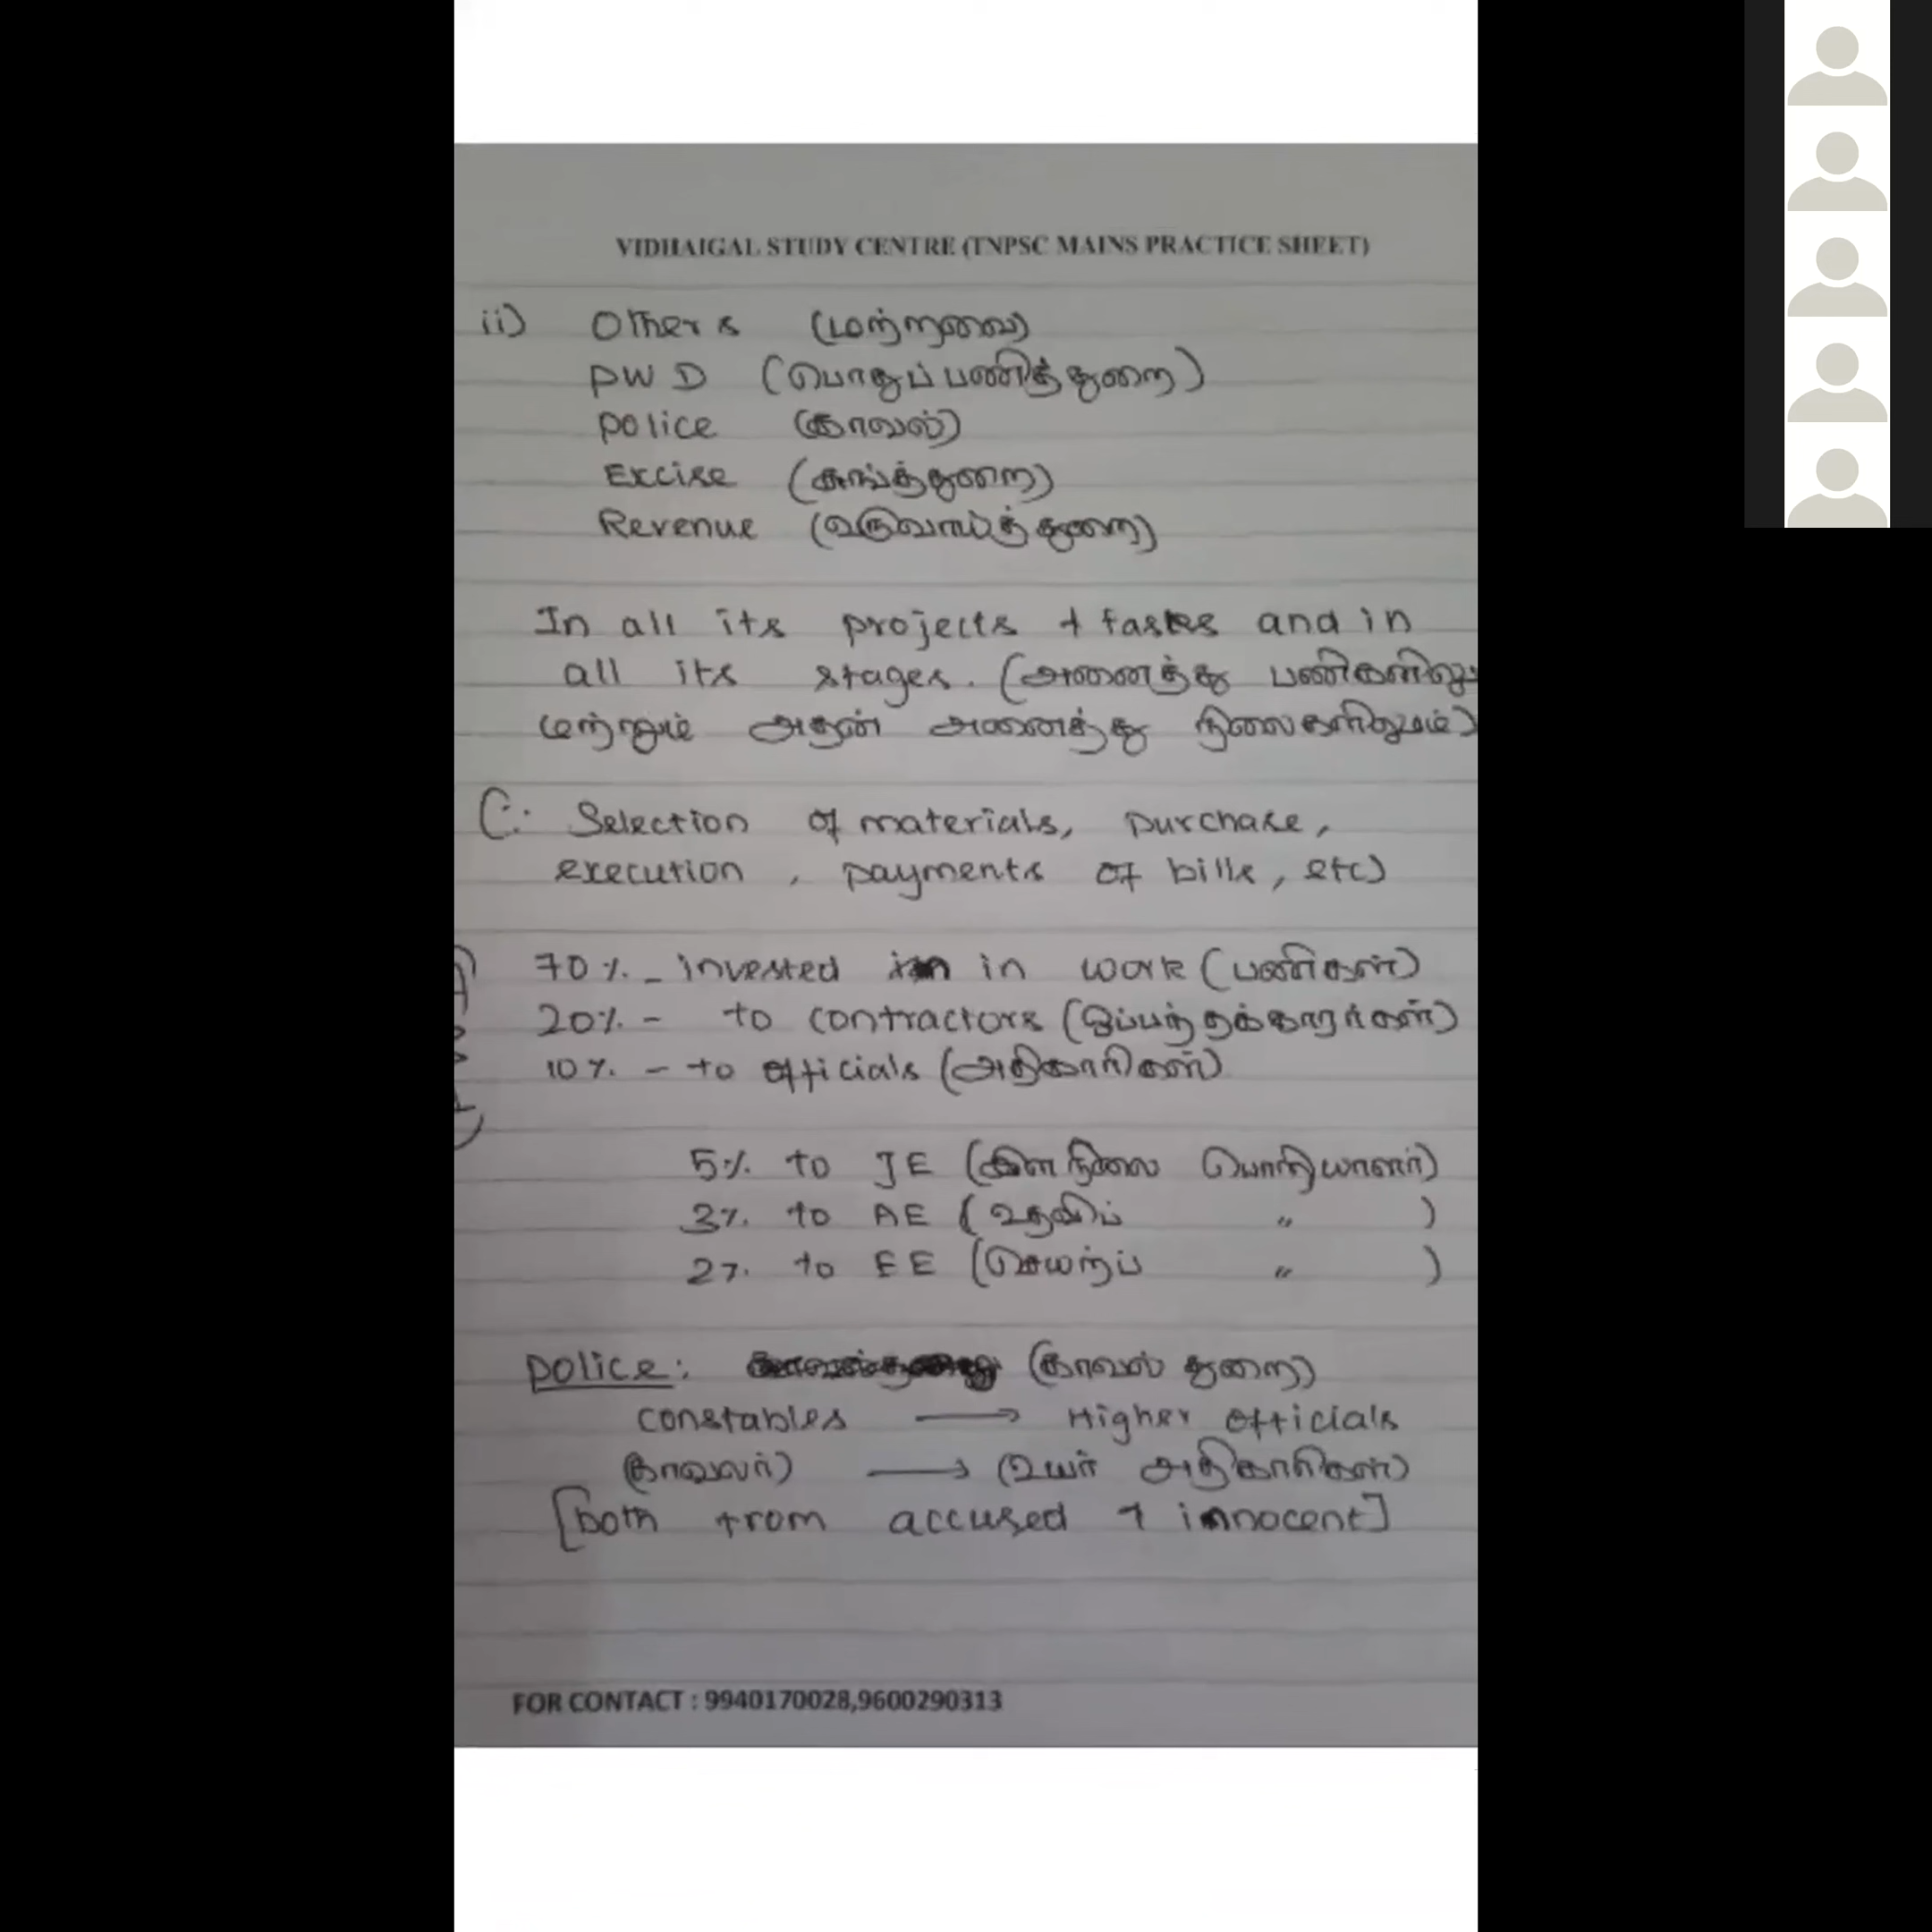 VIDHAIGAL STUDY CENTRE (TNPSC MAINS PRACTICE SHEET)
ii) Others (மற்றவை)
PWD (பொதுப்பணித்துறை)
Police (காவல்)
Excise (சுங்த்துறை)
Revenue (வருவாய்த்துறை)
In all its projects + tasks and in
all its stages. (அனைத்து பணிகளிலும்
மற்றும் அதன் அனைத்து நிலைகளிலும்)
(: Selection of materials, purchase,
execution, payments of bills, etc)
70% - invested in work (பணிகள்)
20% - to contractors (ஒப்பந்தக்காரர்கள்)
10% - to officials (அதிகாரிகள்)
5% to JE (இளநிலை பொறியாளர்)
3% to AE (உதவிப் " )
2% to EE (செயற்ப் " )
Police: (காவல் துறை)
Constables → Higher officials
(காவலர்) → (உயர் அதிகாரிகள்)
[both from accused + innocent]
FOR CONTACT : 9940170028,9600290313